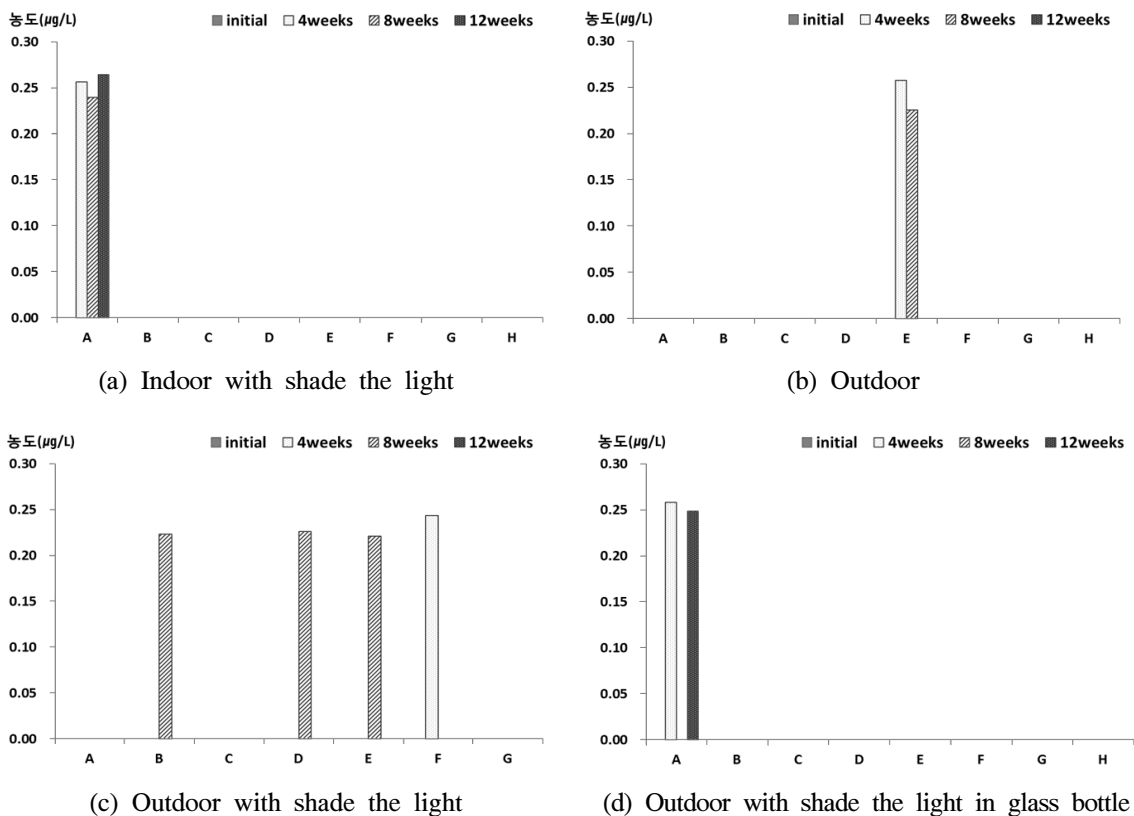 농도(㎍/L)
initial 4weeks 8weeks 12weeks
0.30
0.25
0.20
0.15
0.10
0.05
0.00
A B C D E F G H
(a) Indoor with shade the light
농도(㎍/L)
initial 4weeks 8weeks 12weeks
0.30
0.25
0.20
0.15
0.10
0.05
0.00
A B C D E F G H
(b) Outdoor
농도(㎍/L)
initial 4weeks 8weeks 12weeks
0.30
0.25
0.20
0.15
0.10
0.05
0.00
A B C D E F G
(c) Outdoor with shade the light
농도(㎍/L)
initial 4weeks 8weeks 12weeks
0.30
0.25
0.20
0.15
0.10
0.05
0.00
A B C D E F G H
(d) Outdoor with shade the light in glass bottle